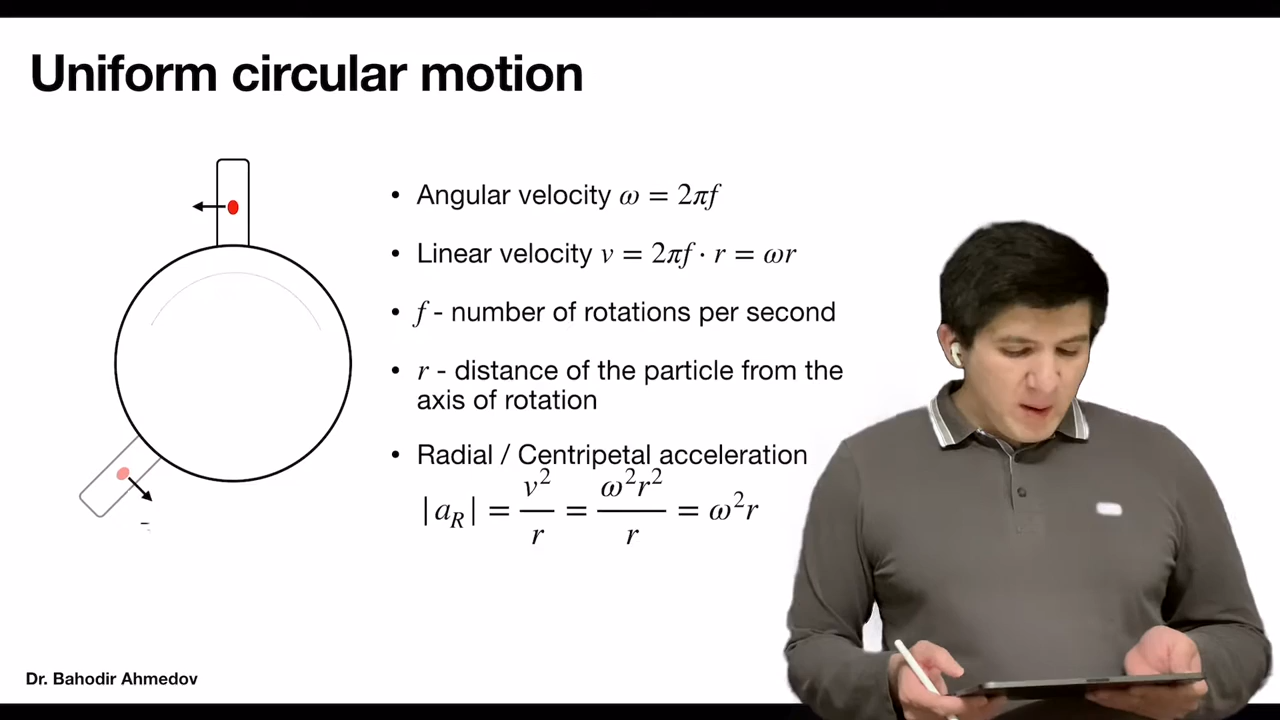 Uniform circular motion
• Angular velocity ω = 2πf
• Linear velocity v = 2πf · r = ωr
• f - number of rotations per second
• r - distance of the particle from the
axis of rotation
• Radial / Centripetal acceleration
|a_R| = v²/r = ω²r²/r = ω²r
Dr. Bahodir Ahmedov